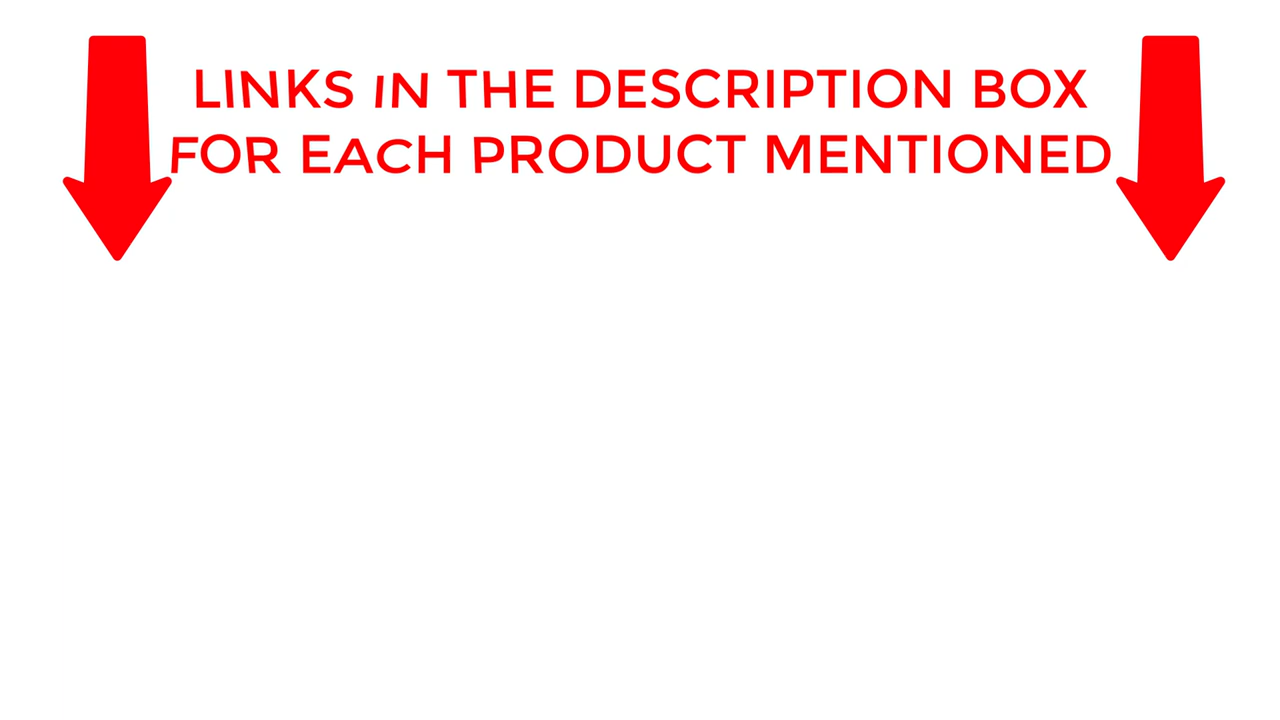 LINKS IN THE DESCRIPTION BOX
FOR EACH PRODUCT MENTIONED